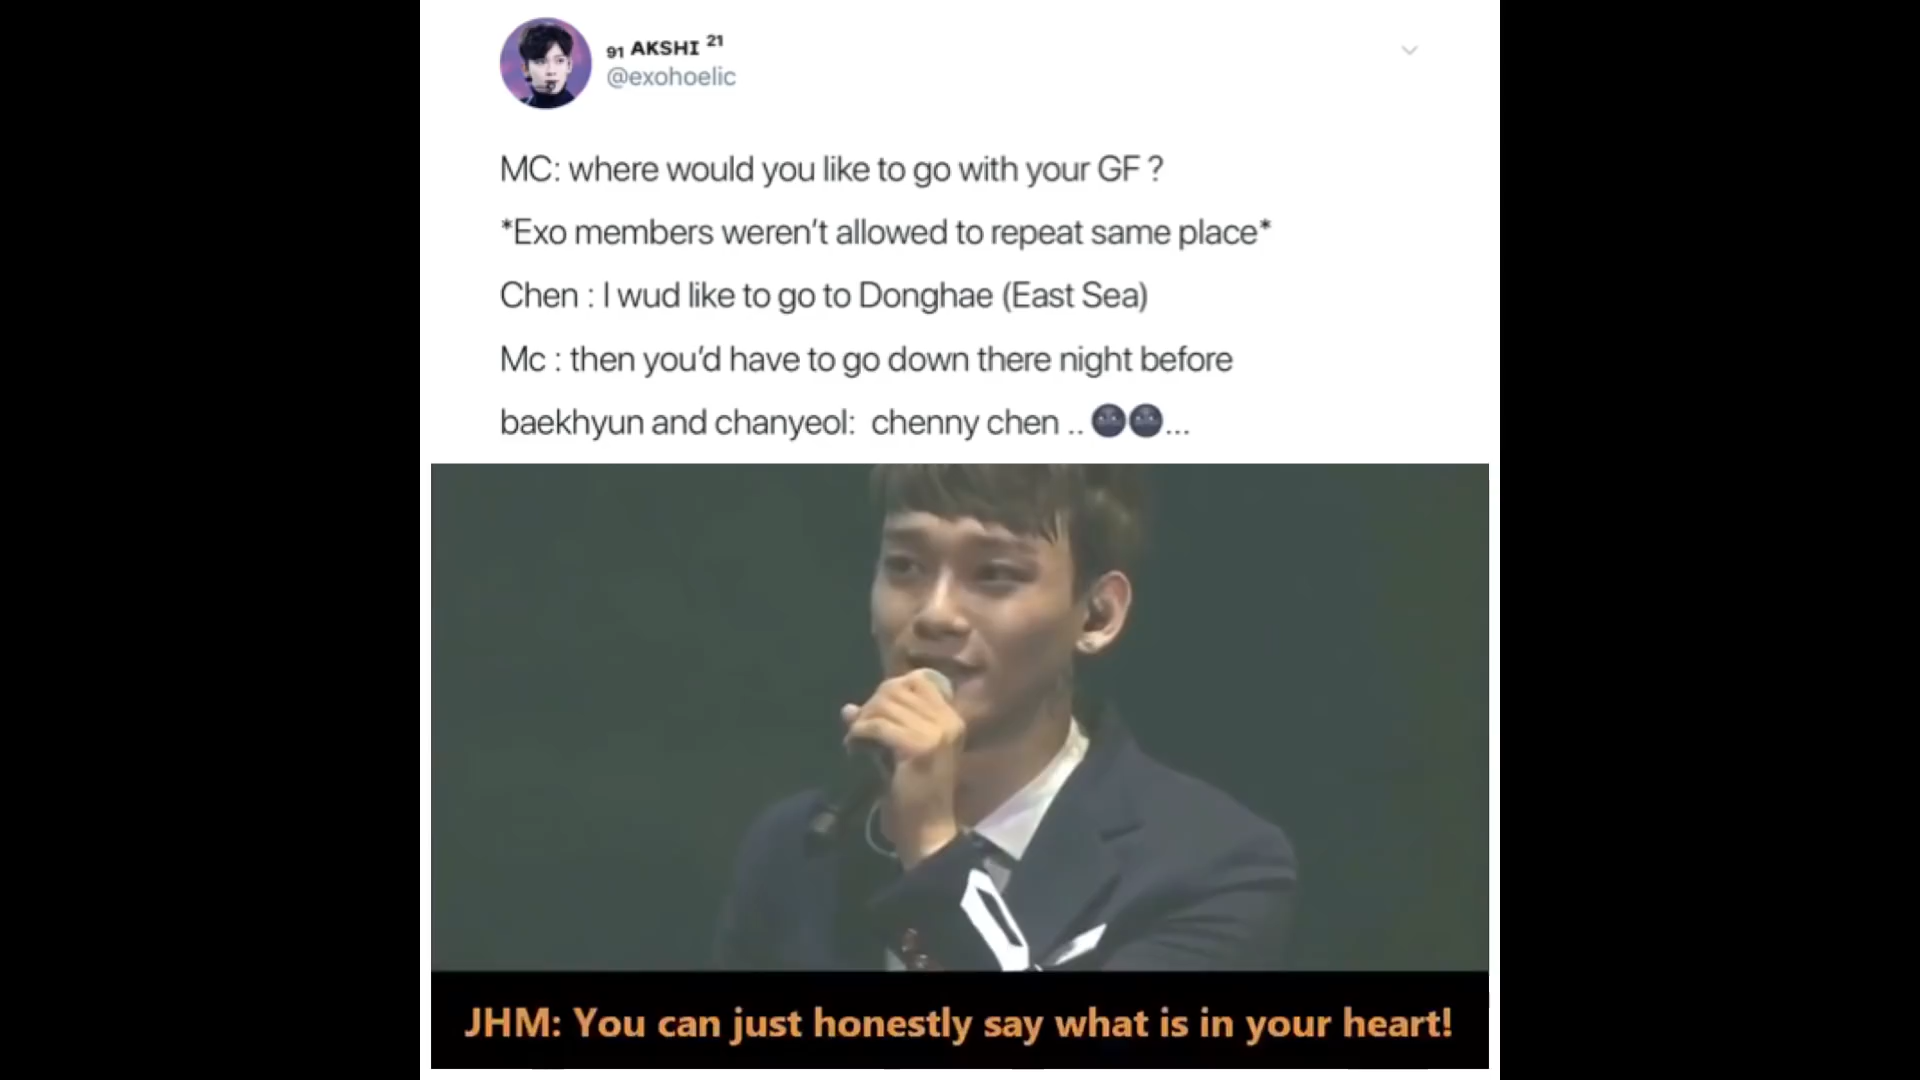 91 AKSHI 21
@exohoelic
MC: where would you like to go with your GF ?
*Exo members weren't allowed to repeat same place*
Chen : I wud like to go to Donghae (East Sea)
Mc : then you'd have to go down there night before
baekhyun and chanyeol:  chenny chen .. 🌚🌚...
JHM: You can just honestly say what is in your heart!